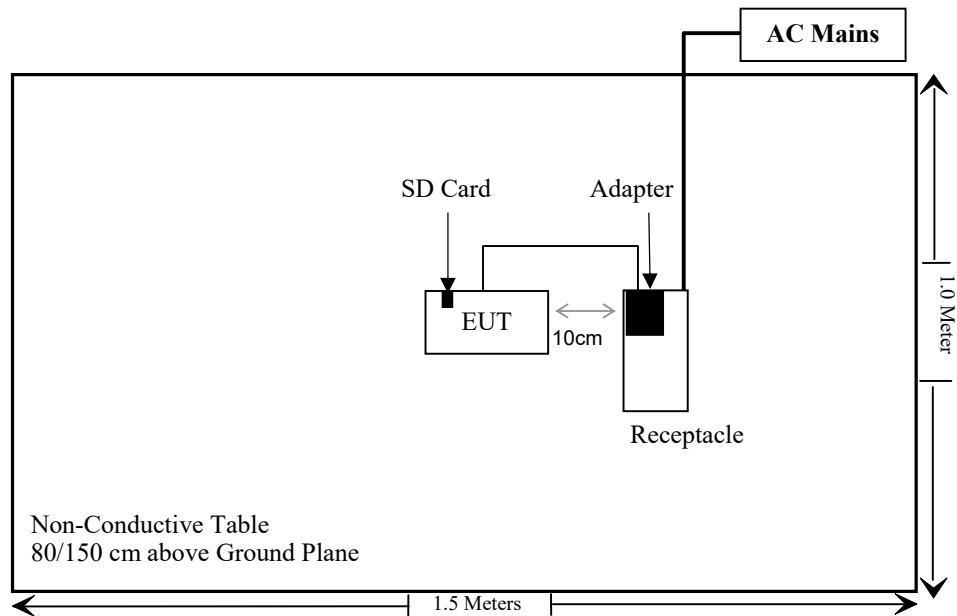 AC Mains
SD Card
Adapter
EUT
10cm
1.0 Meter
Receptacle
Non-Conductive Table
80/150 cm above Ground Plane
1.5 Meters